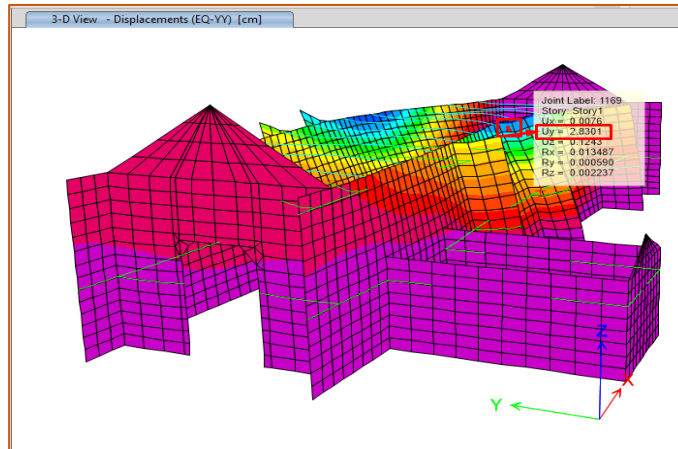 3-D View - Displacements (EQ-YY) [cm]
Joint Label: 1169
Story: Story1
Ux = 0.0076
Uy = 2.8301
Uz = 0.1243
Rx = 0.013487
Ry = 0.000590
Rz = 0.002237
Z
X
Y